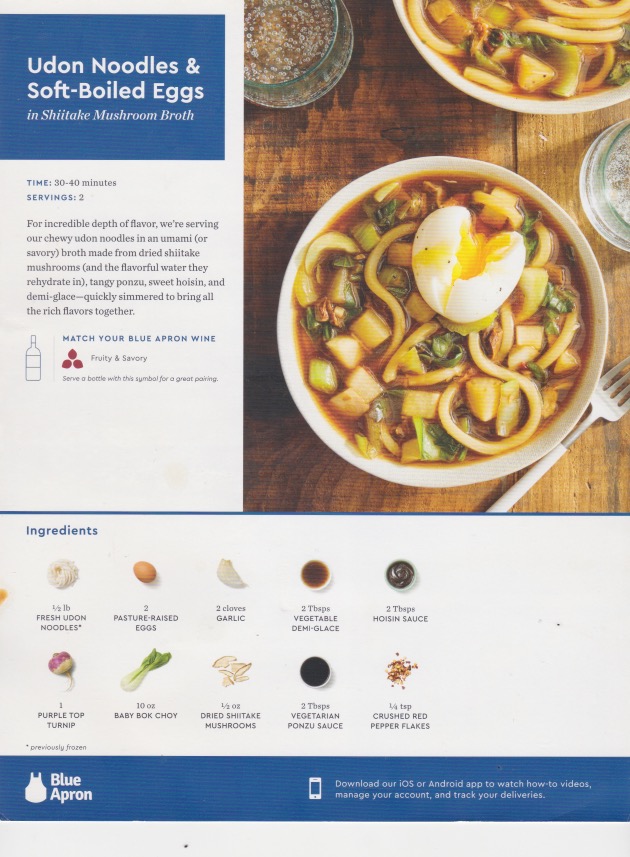 Udon Noodles &
Soft-Boiled Eggs
in Shiitake Mushroom Broth
TIME: 30-40 minutes
SERVINGS: 2
For incredible depth of flavor, we're serving
our chewy udon noodles in an umami (or
savory) broth made from dried shiitake
mushrooms (and the flavorful water they
rehydrate in), tangy ponzu, sweet hoisin, and
demi-glace—quickly simmered to bring all
the rich flavors together.
MATCH YOUR BLUE APRON WINE
Fruity & Savory
Serve a bottle with this symbol for a great pairing.
Ingredients
½ lb
FRESH UDON
NOODLES*
2
PASTURE-RAISED
EGGS
2 cloves
GARLIC
2 Tbsps
VEGETABLE
DEMI-GLACE
2 Tbsps
HOISIN SAUCE
1
PURPLE TOP
TURNIP
10 oz
BABY BOK CHOY
½ oz
DRIED SHIITAKE
MUSHROOMS
2 Tbsps
VEGETARIAN
PONZU SAUCE
¼ tsp
CRUSHED RED
PEPPER FLAKES
* previously frozen
Blue
Apron
Download our iOS or Android app to watch how-to videos,
manage your account, and track your deliveries.